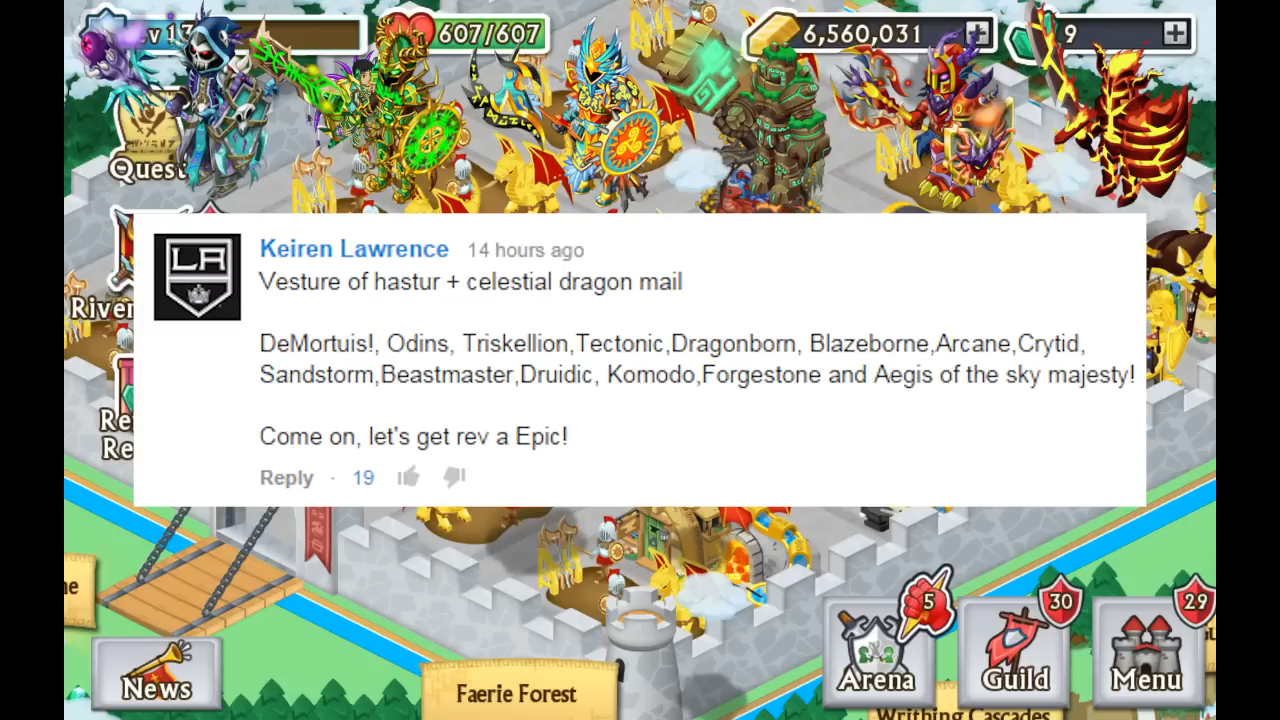 607/607
6,560,031
9
Quest
LA
Keiren Lawrence 14 hours ago
Vesture of hastur + celestial dragon mail
DeMortuis!, Odins, Triskellion,Tectonic,Dragonborn, Blazeborne,Arcane,Crytid,
Sandstorm,Beastmaster,Druidic, Komodo,Forgestone and Aegis of the sky majesty!
Come on, let's get rev a Epic!
Reply · 19
5
30
29
News
Faerie Forest
Arena
Guild
Menu
Writhing Cascades